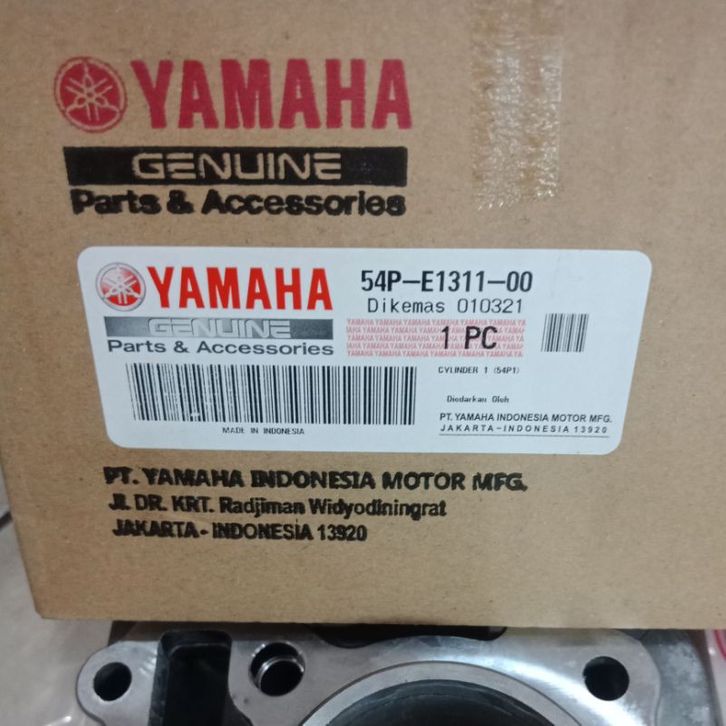 YAMAHA
GENUINE
Parts & Accessories
YAMAHA
GENUINE
Parts & Accessories
MADE IN INDONESIA
54P-E1311-00
Dikemas 010321
1 PC
CYLINDER 1 (54P1)
Diedarkan Oleh
PT. YAMAHA INDONESIA MOTOR MFG.
JAKARTA-INDONESIA 13920
PT. YAMAHA INDONESIA MOTOR MFG.
Jl. DR. KRT. Radjiman Widyodiningrat
JAKARTA - INDONESIA 13920